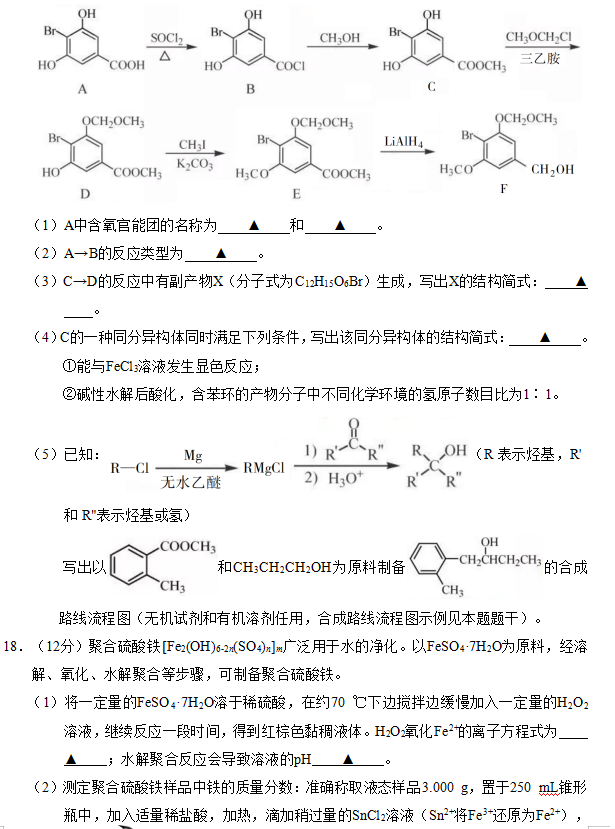 OH OH OH
Br Br Br
SOCl₂ CH₃OH CH₃OCH₂Cl
△ 三乙胺
HO COOH HO COCl HO COOCH₃
A B C
OCH₂OCH₃ OCH₂OCH₃ OCH₂OCH₃
Br Br Br
CH₃I LiAlH₄
K₂CO₃
HO COOCH₃ H₃CO COOCH₃ H₃CO CH₂OH
D E F
（1）A中含氧官能团的名称为 ▲ 和 ▲ 。
（2）A→B的反应类型为 ▲ 。
（3）C→D的反应中有副产物X（分子式为C₁₂H₁₅O₆Br）生成，写出X的结构简式： ▲
。
（4）C的一种同分异构体同时满足下列条件，写出该同分异构体的结构简式： ▲ 。
①能与FeCl₃溶液发生显色反应；
②碱性水解后酸化，含苯环的产物分子中不同化学环境的氢原子数目比为1∶1。
（5）已知： R—Cl Mg 无水乙醚 RMgCl 1) O R' R" 2) H₃O⁺ R OH R' R" （R 表示烃基，R'
和 R"表示烃基或氢）
写出以 COOCH₃ CH₃ 和CH₃CH₂CH₂OH为原料制备 OH CH₂CHCH₂CH₃ CH₃ 的合成
路线流程图（无机试剂和有机溶剂任用，合成路线流程图示例见本题题干）。
18. （12分）聚合硫酸铁[Fe₂(OH)₆₋₂ₙ(SO₄)ₙ]ₘ广泛用于水的净化。以FeSO₄·7H₂O为原料，经溶
解、氧化、水解聚合等步骤，可制备聚合硫酸铁。
（1）将一定量的FeSO₄·7H₂O溶于稀硫酸，在约70 ℃下边搅拌边缓慢加入一定量的H₂O₂
溶液，继续反应一段时间，得到红棕色黏稠液体。H₂O₂氧化Fe²⁺的离子方程式为
▲ ；水解聚合反应会导致溶液的pH ▲ 。
（2）测定聚合硫酸铁样品中铁的质量分数：准确称取液态样品3.000 g，置于250 mL锥形
瓶中，加入适量稀盐酸，加热，滴加稍过量的SnCl₂溶液（Sn²⁺将Fe³⁺还原为Fe²⁺），